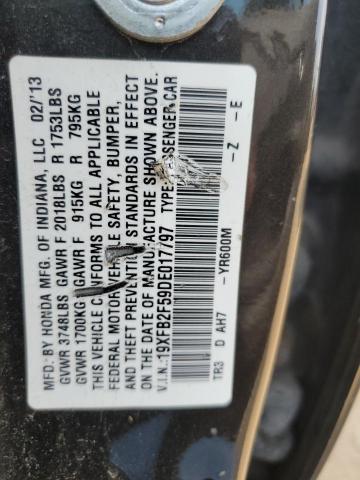 MFD. BY HONDA MFG. OF INDIANA, LLC 02/'13
GVWR 3748LBS GAWR F 2018LBS R 1753LBS
GVWR 1700KG GAWR F 915KG R 795KG
THIS VEHICLE CONFORMS TO ALL APPLICABLE
FEDERAL MOTOR VEHICLE SAFETY, BUMPER,
AND THEFT PREVENTION STANDARDS IN EFFECT
ON THE DATE OF MANUFACTURE SHOWN ABOVE.
V.I.N.: 19XFB2F59DE017797 TYPE: PASSENGER CAR
TR3 D AH7 -YR600M -Z -E